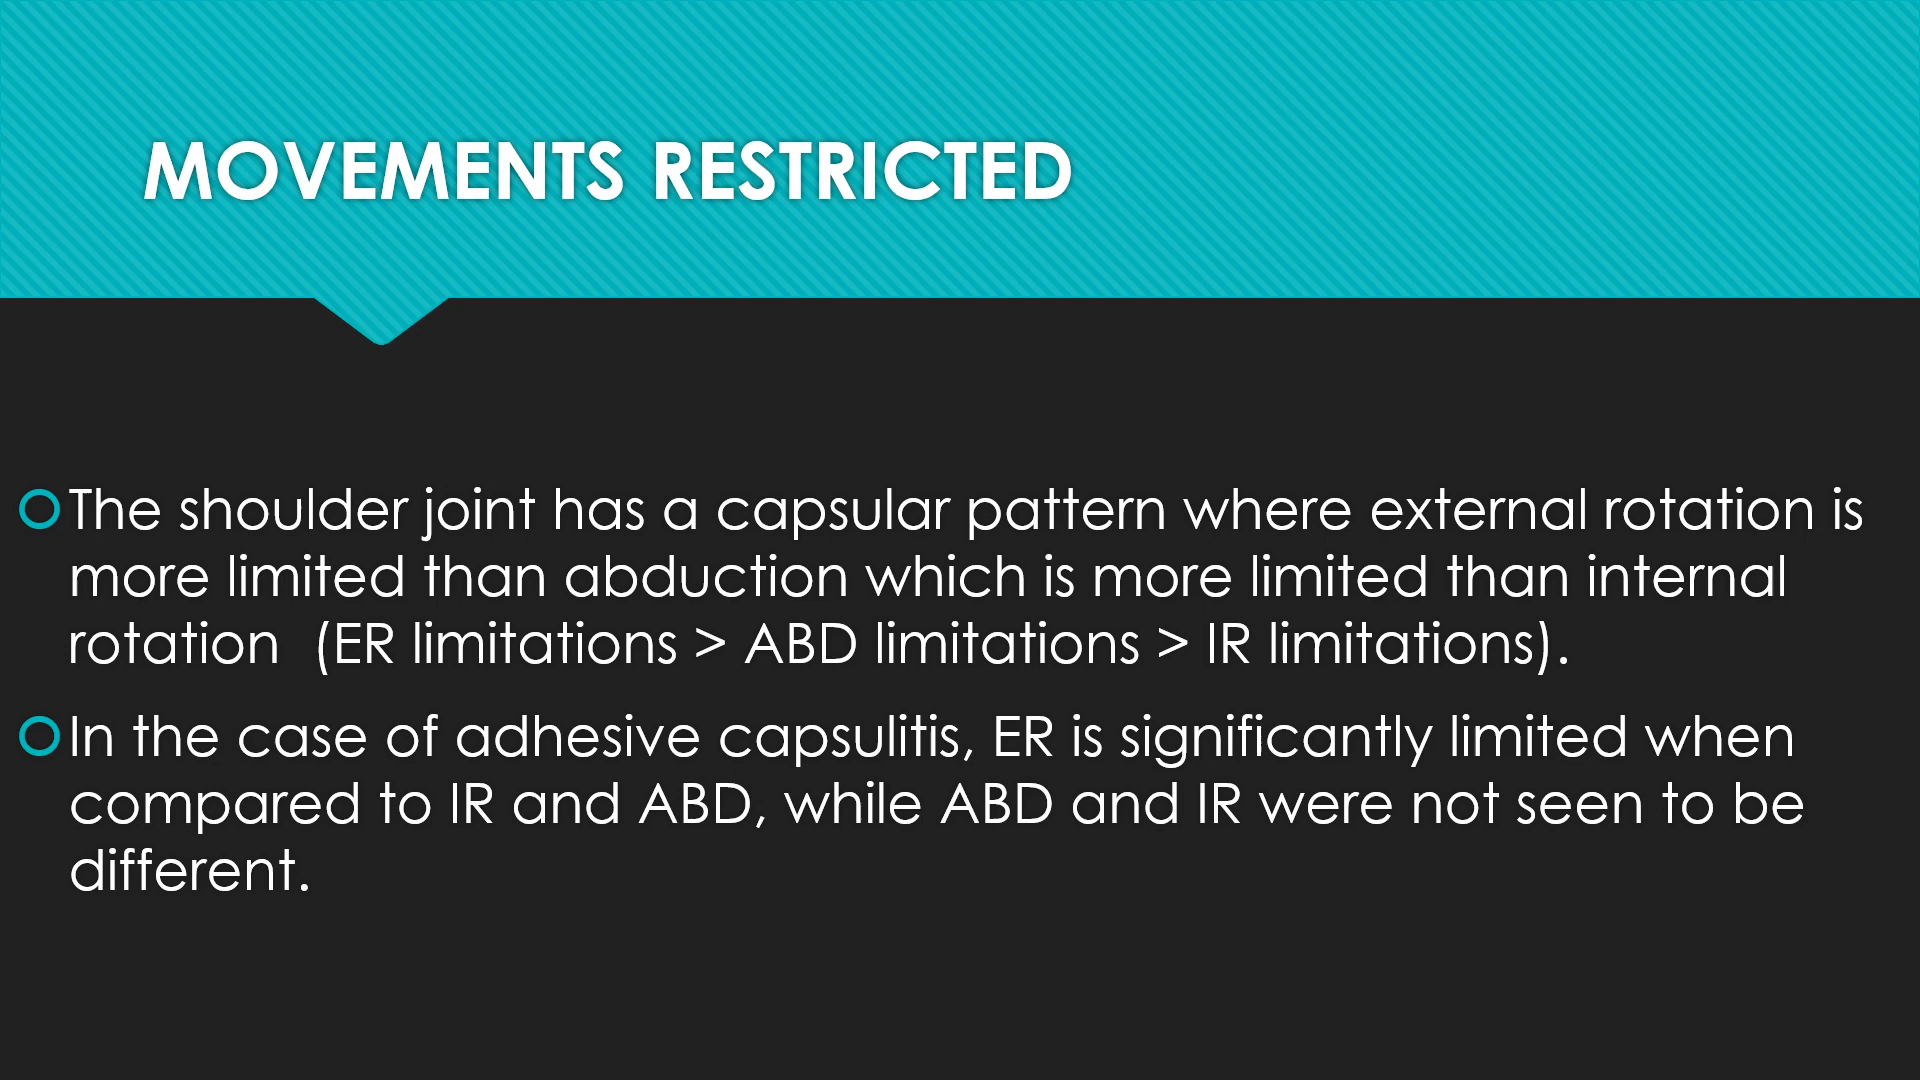 MOVEMENTS RESTRICTED
The shoulder joint has a capsular pattern where external rotation is
more limited than abduction which is more limited than internal
rotation  (ER limitations > ABD limitations > IR limitations).
In the case of adhesive capsulitis, ER is significantly limited when
compared to IR and ABD, while ABD and IR were not seen to be
different.